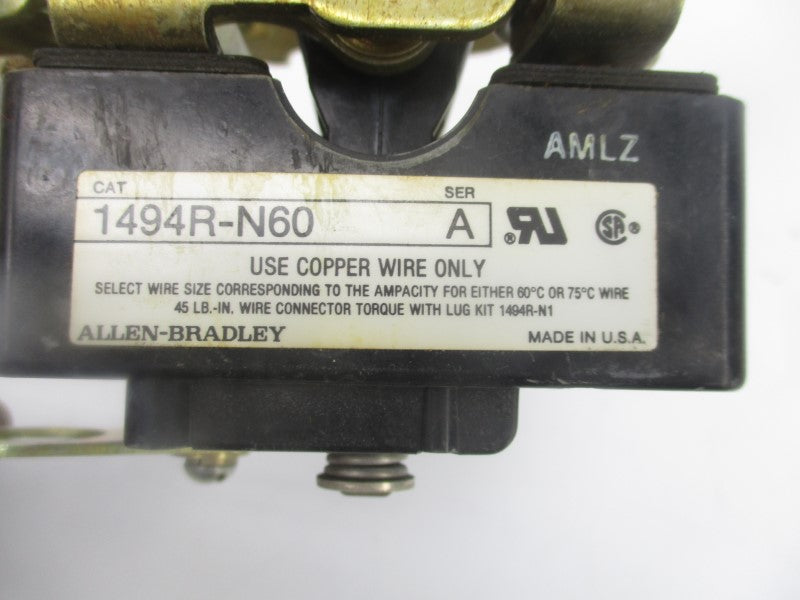 AMLZ
CAT SER
1494R-N60 A
USE COPPER WIRE ONLY
SELECT WIRE SIZE CORRESPONDING TO THE AMPACITY FOR EITHER 60°C OR 75°C WIRE
45 LB.-IN. WIRE CONNECTOR TORQUE WITH LUG KIT 1494R-N1
ALLEN-BRADLEY MADE IN U.S.A.